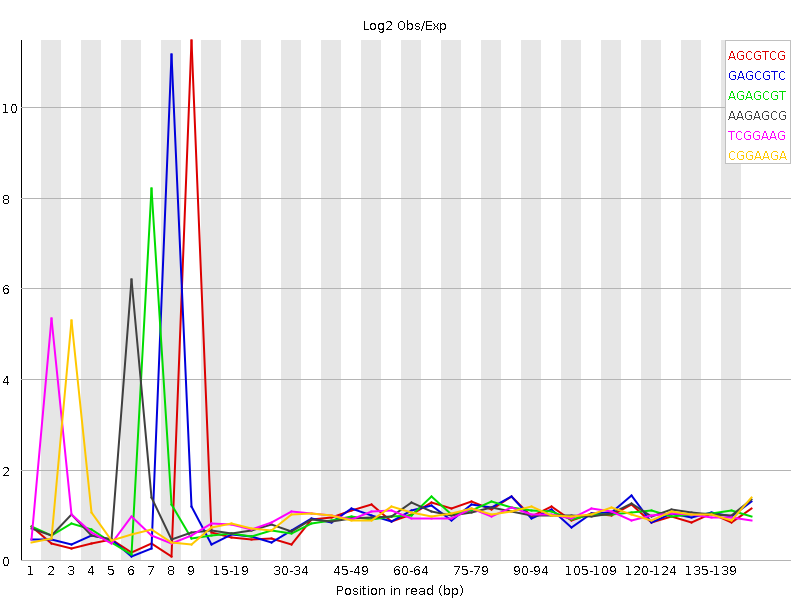 Log2 Obs/Exp
AGCGTCG
GAGCGTC
AGAGCGT
AAGAGCG
TCGGAAG
CGGAAGA
10
8
6
4
2
0
1 2 3 4 5 6 7 8 9 15-19 30-34 45-49 60-64 75-79 90-94 105-109 120-124 135-139
Position in read (bp)